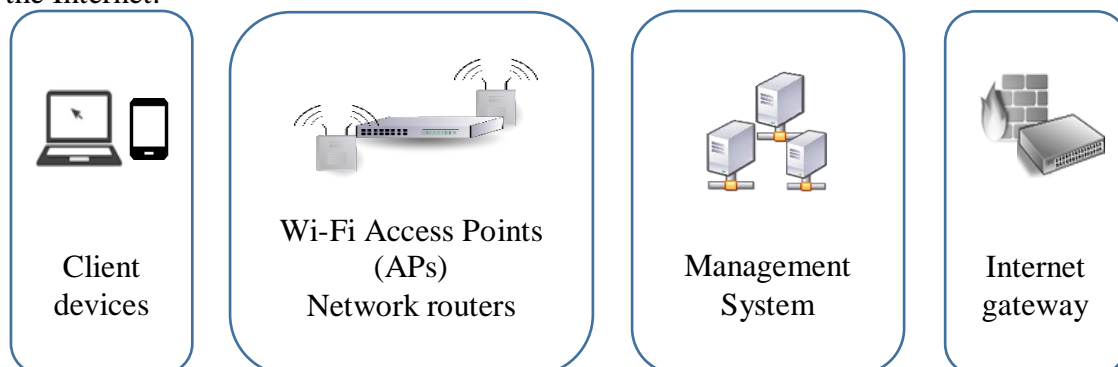 the Internet.
Client
devices
Wi-Fi Access Points
(APs)
Network routers
Management
System
Internet
gateway